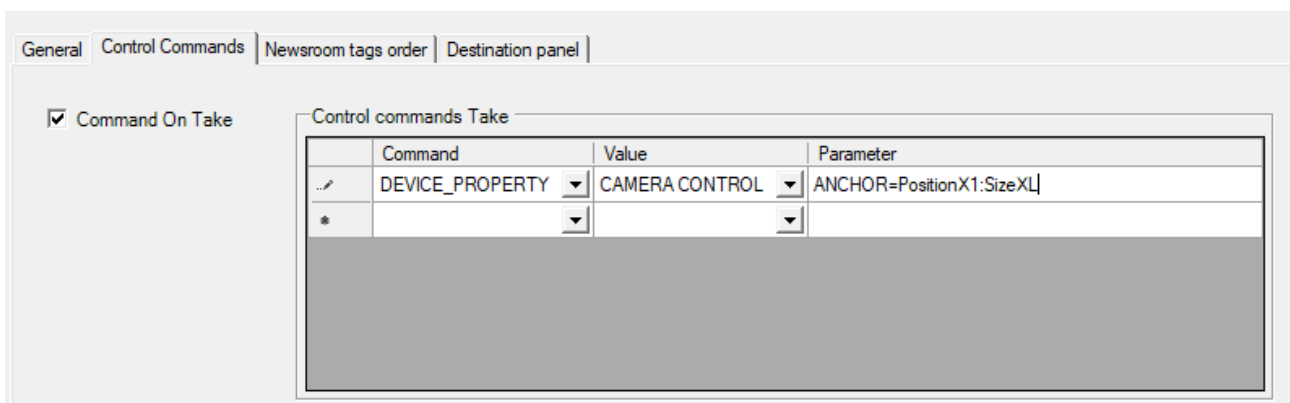 General Control Commands Newsroom tags order Destination panel
Command On Take Control commands Take
Command Value Parameter
DEVICE_PROPERTY CAMERA CONTROL ANCHOR=PositionX1:SizeXL